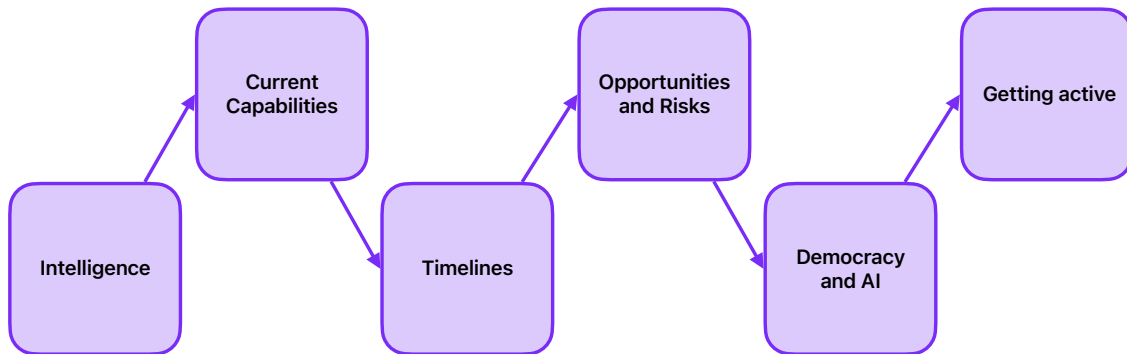 Intelligence
Current
Capabilities
Timelines
Opportunities
and Risks
Democracy
and AI
Getting active